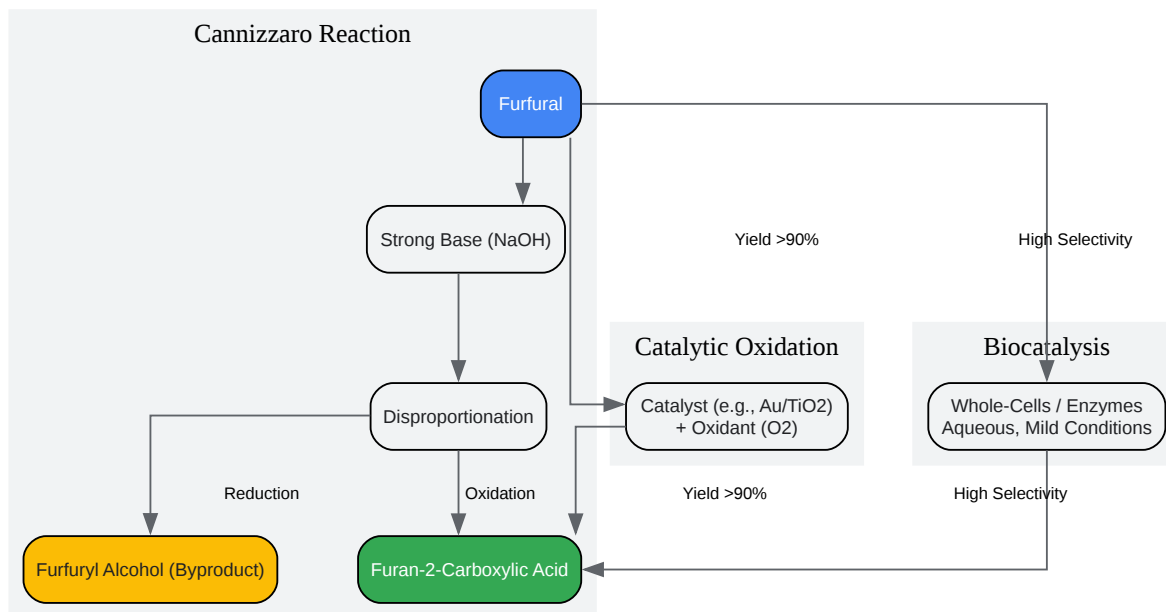 Cannizzaro Reaction
Furfural
Strong Base (NaOH)
Yield >90%
High Selectivity
Catalytic Oxidation
Biocatalysis
Disproportionation
Catalyst (e.g., Au/TiO2)
+ Oxidant (O2)
Whole-Cells / Enzymes
Aqueous, Mild Conditions
Reduction
Oxidation
Yield >90%
High Selectivity
Furfuryl Alcohol (Byproduct)
Furan-2-Carboxylic Acid